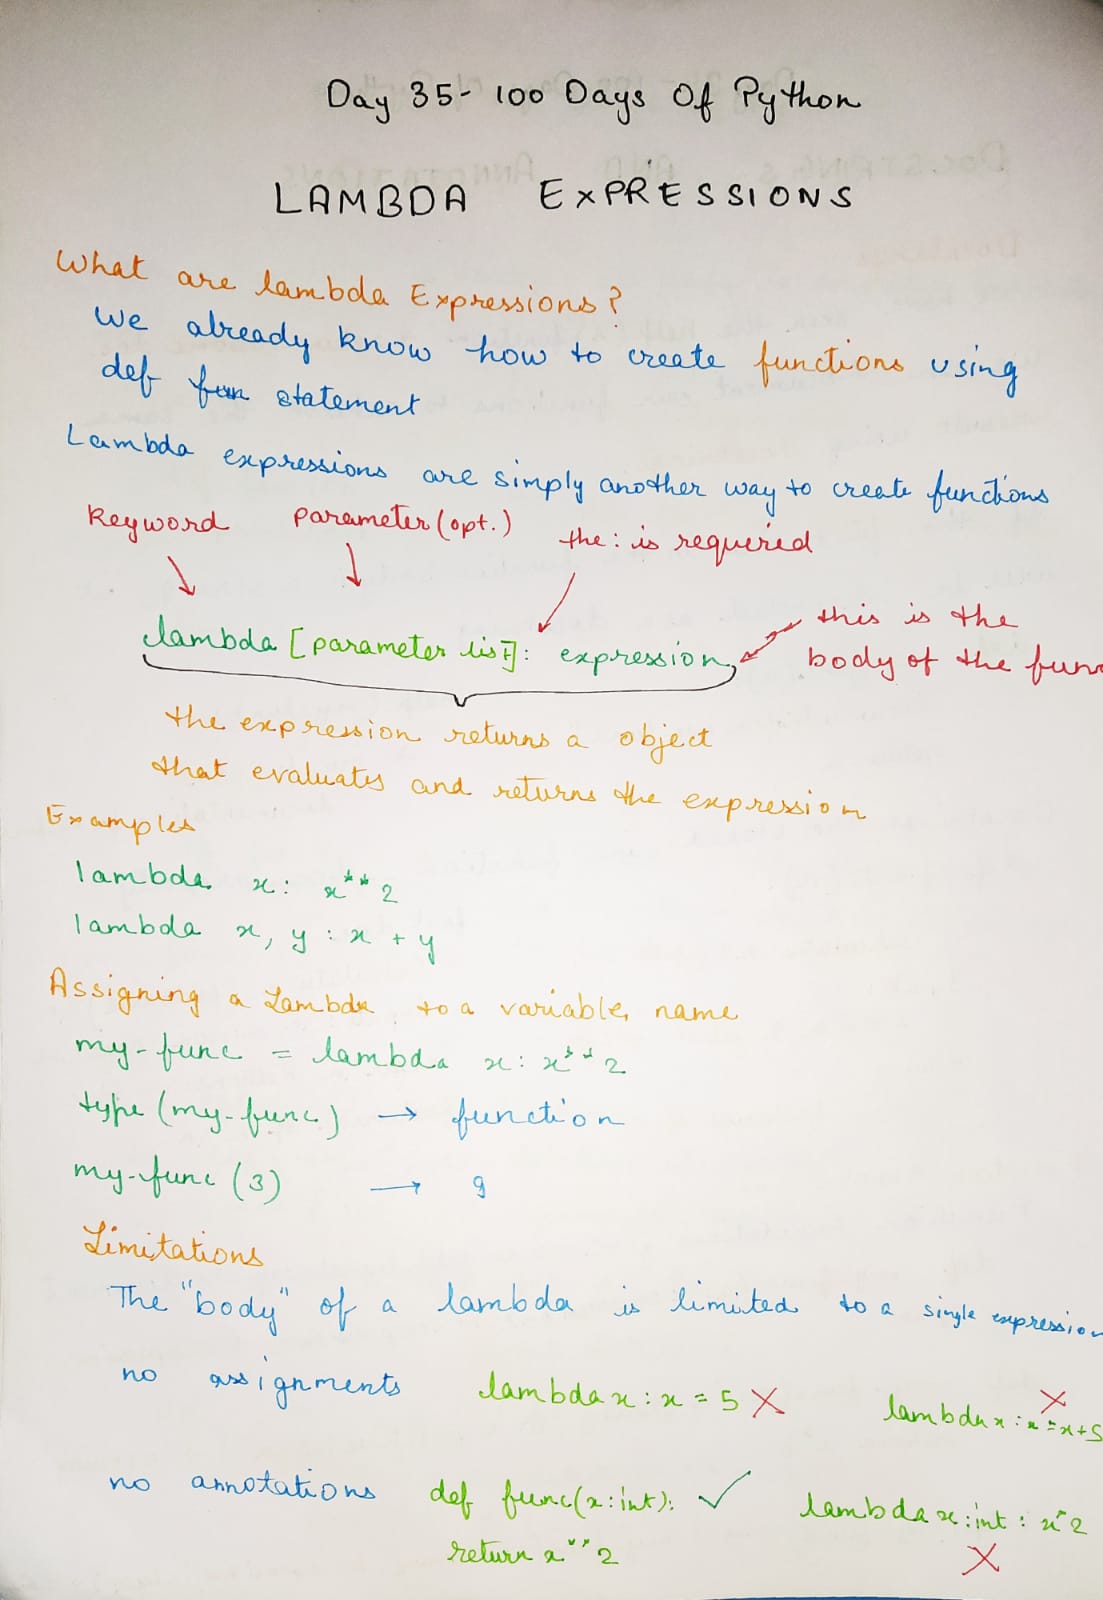 Day 35- 100 Days Of Python
LAMBDA EXPRESSIONS
What are lambda Expressions?
We already know how to create functions using
def fun statement
Lambda expressions are simply another way to create functions
Keyword parameter (opt.) the : is requeried
this is the
lambda [parameter list]: expression
body of the func
the expression returns a object
that evaluates and returns the expression
Examples
lambda x: x**2
lambda x, y : x + y
Assigning a Lambda to a variable name
my-func = lambda x: x**2
type (my-func) → function
my-func (3) → 9
Limitations
The "body" of a lambda is limited to a single expression
no assignments lambda x : x = 5 X lambda x : x = x+5 X
no annotations def func(x:int): ✓ lambda x:int : x**2
return x**2 X